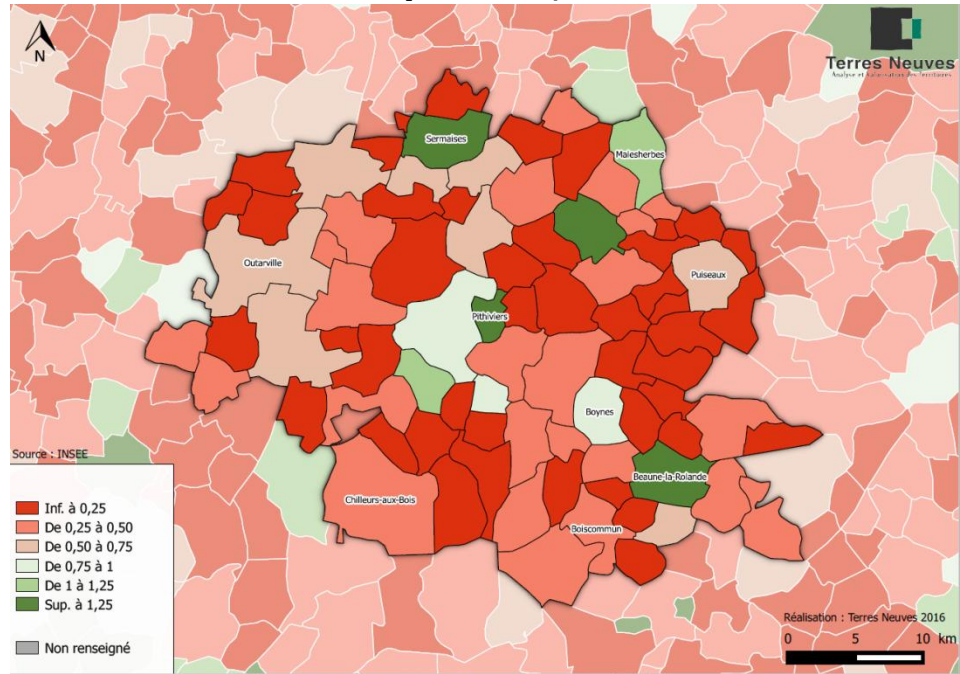 N
Terres Neuves
Analyse et Valorisation des Territoires
Sermaises
Malesherbes
Outarville
Puiseaux
Pithiviers
Boynes
Source : INSEE
Beaune-la-Rolande
Chilleurs-aux-Bois
Boiscommun
Inf. à 0,25
De 0,25 à 0,50
De 0,50 à 0,75
De 0,75 à 1
De 1 à 1,25
Sup. à 1,25
Non renseigné
Réalisation : Terres Neuves 2016
0 5 10 km